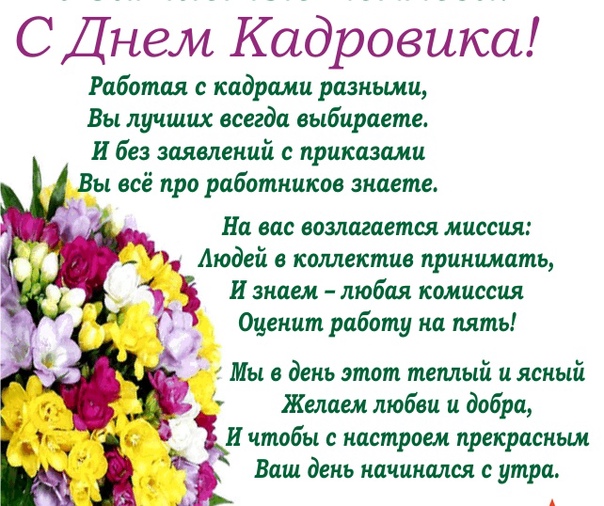 С Днем Кадровика!
Работая с кадрами разными,
Вы лучших всегда выбираете.
И без заявлений с приказами
Вы всё про работников знаете.
На вас возлагается миссия:
Людей в коллектив принимать,
И знаем – любая комиссия
Оценит работу на пять!
Мы в день этот теплый и ясный
Желаем любви и добра,
И чтобы с настроем прекрасным
Ваш день начинался с утра.